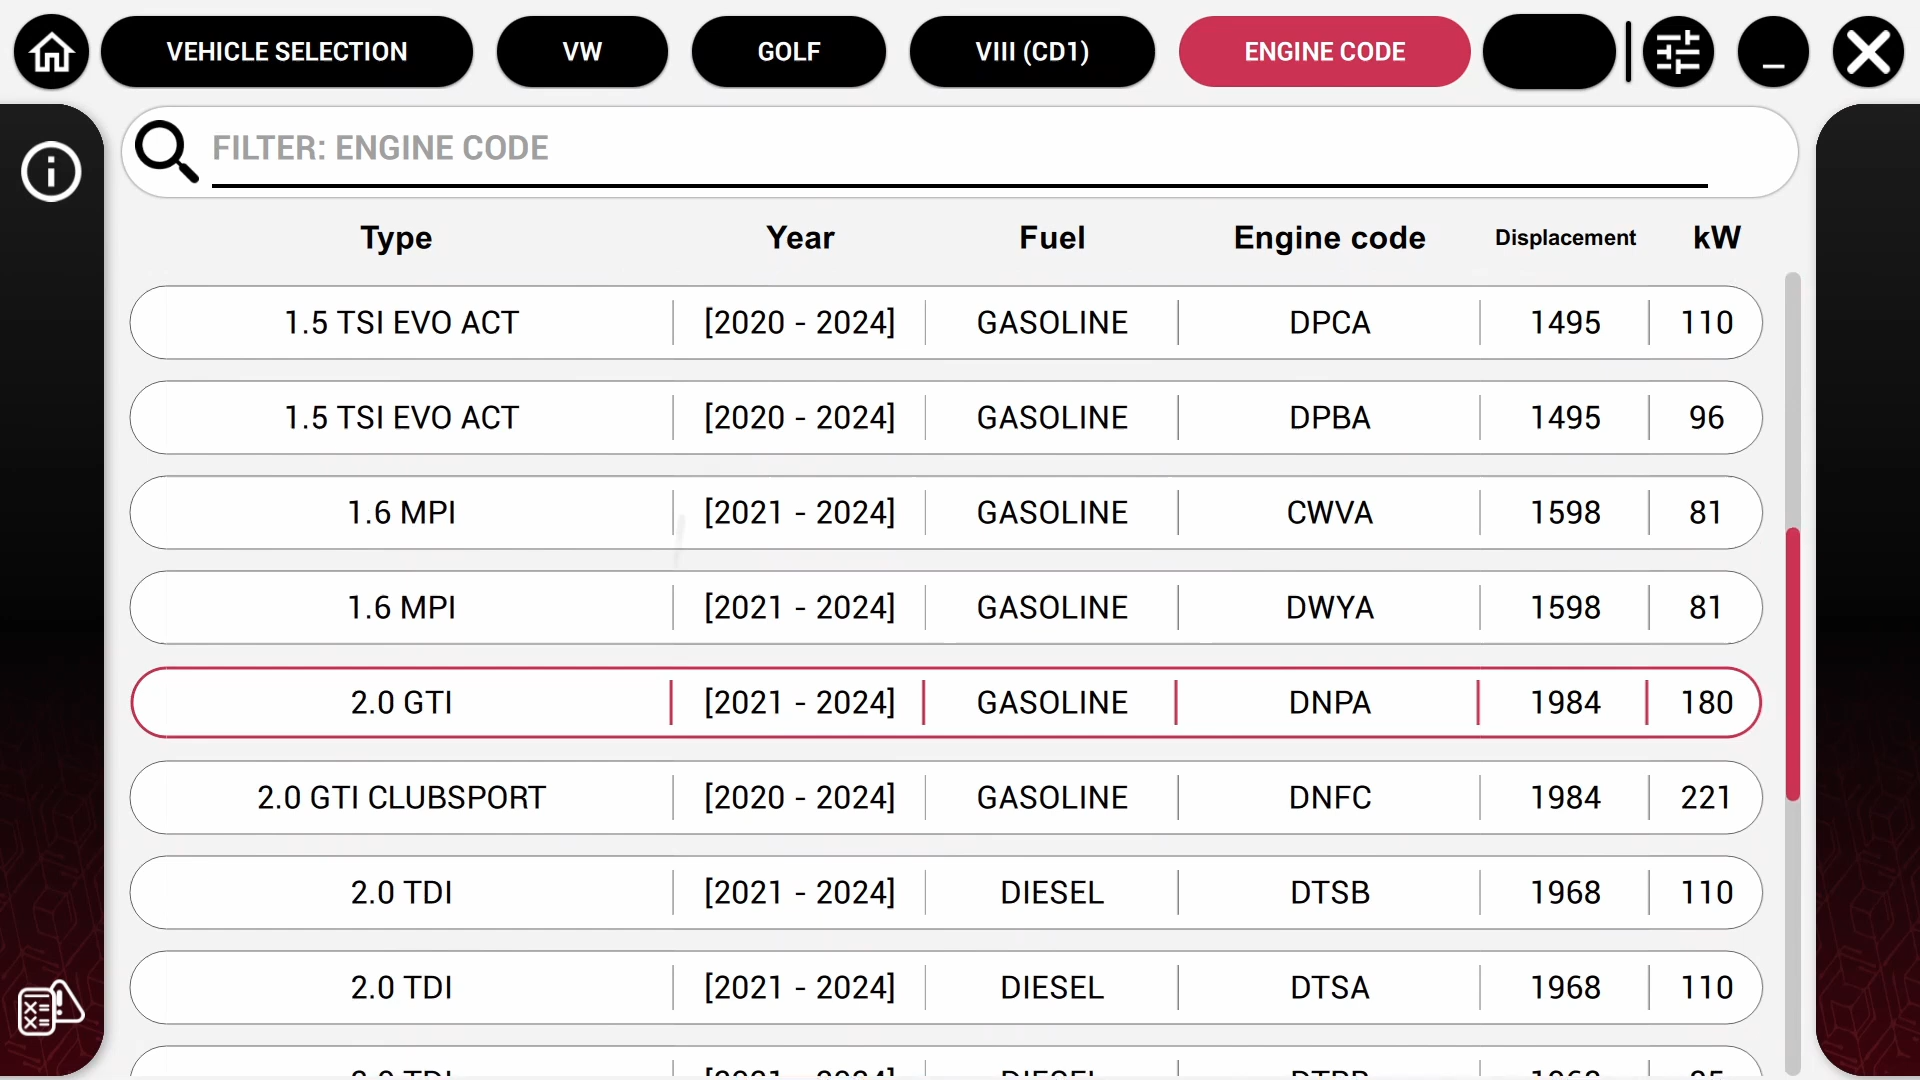 VEHICLE SELECTION VW GOLF VIII (CD1) ENGINE CODE
FILTER: ENGINE CODE
Type Year Fuel Engine code Displacement kW
1.5 TSI EVO ACT [2020 - 2024] GASOLINE DPCA 1495 110
1.5 TSI EVO ACT [2020 - 2024] GASOLINE DPBA 1495 96
1.6 MPI [2021 - 2024] GASOLINE CWVA 1598 81
1.6 MPI [2021 - 2024] GASOLINE DWYA 1598 81
2.0 GTI [2021 - 2024] GASOLINE DNPA 1984 180
2.0 GTI CLUBSPORT [2020 - 2024] GASOLINE DNFC 1984 221
2.0 TDI [2021 - 2024] DIESEL DTSB 1968 110
2.0 TDI [2021 - 2024] DIESEL DTSA 1968 110